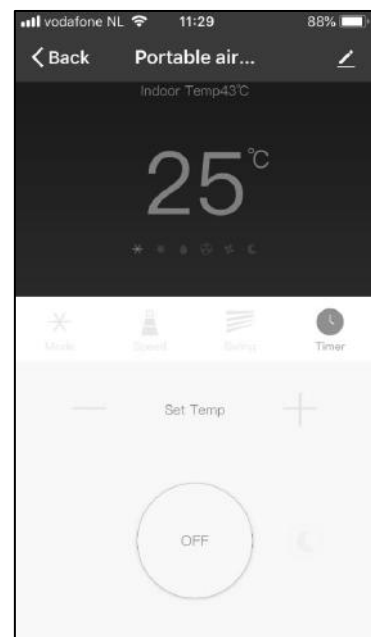 vodafone NL 11:29 88%
Back Portable air...
Indoor Temp43℃
25℃
Mode Speed Swing Timer
Set Temp
OFF